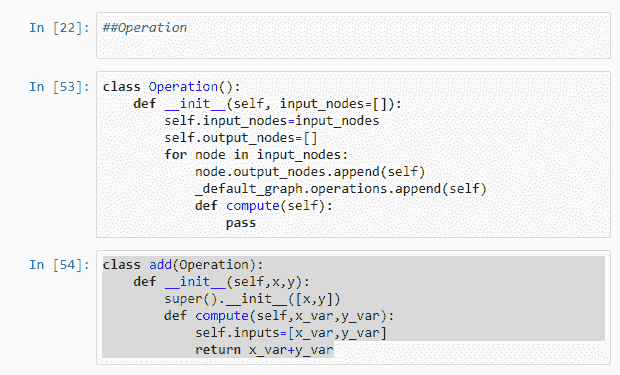 In [22]: ##Operation
In [53]: class Operation():
    def __init__(self, input_nodes=[]):
        self.input_nodes=input_nodes
        self.output_nodes=[]
        for node in input_nodes:
            node.output_nodes.append(self)
            _default_graph.operations.append(self)
            def compute(self):
                pass
In [54]: class add(Operation):
    def __init__(self,x,y):
        super().__init__([x,y])
        def compute(self,x_var,y_var):
            self.inputs=[x_var,y_var]
            return x_var+y_var